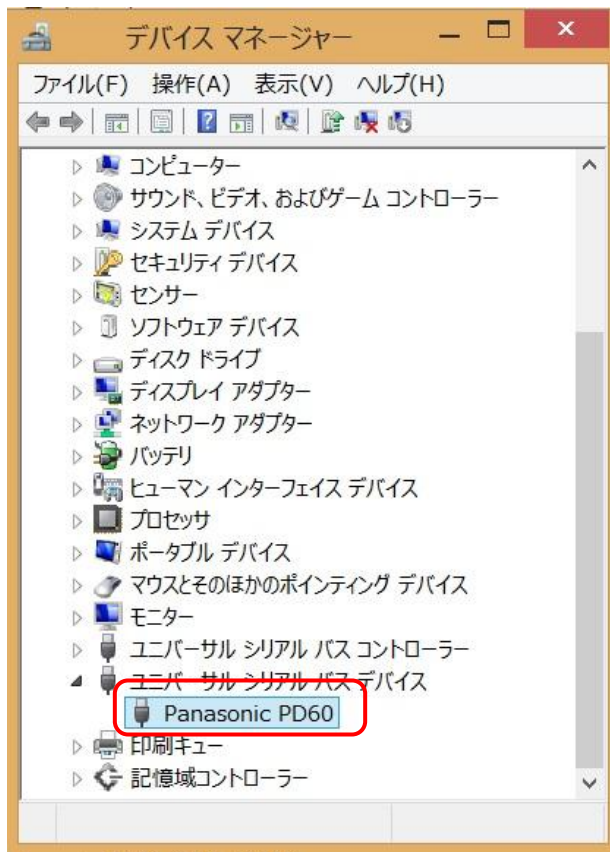 デバイス マネージャー
ファイル(F) 操作(A) 表示(V) ヘルプ(H)
コンピューター
サウンド、ビデオ、およびゲーム コントローラー
システム デバイス
セキュリティ デバイス
センサー
ソフトウェア デバイス
ディスク ドライブ
ディスプレイ アダプター
ネットワーク アダプター
バッテリ
ヒューマン インターフェイス デバイス
プロセッサ
ポータブル デバイス
マウスとそのほかのポインティング デバイス
モニター
ユニバーサル シリアル バス コントローラー
ユニバーサル シリアル バス デバイス
Panasonic PD60
印刷キュー
記憶域コントローラー